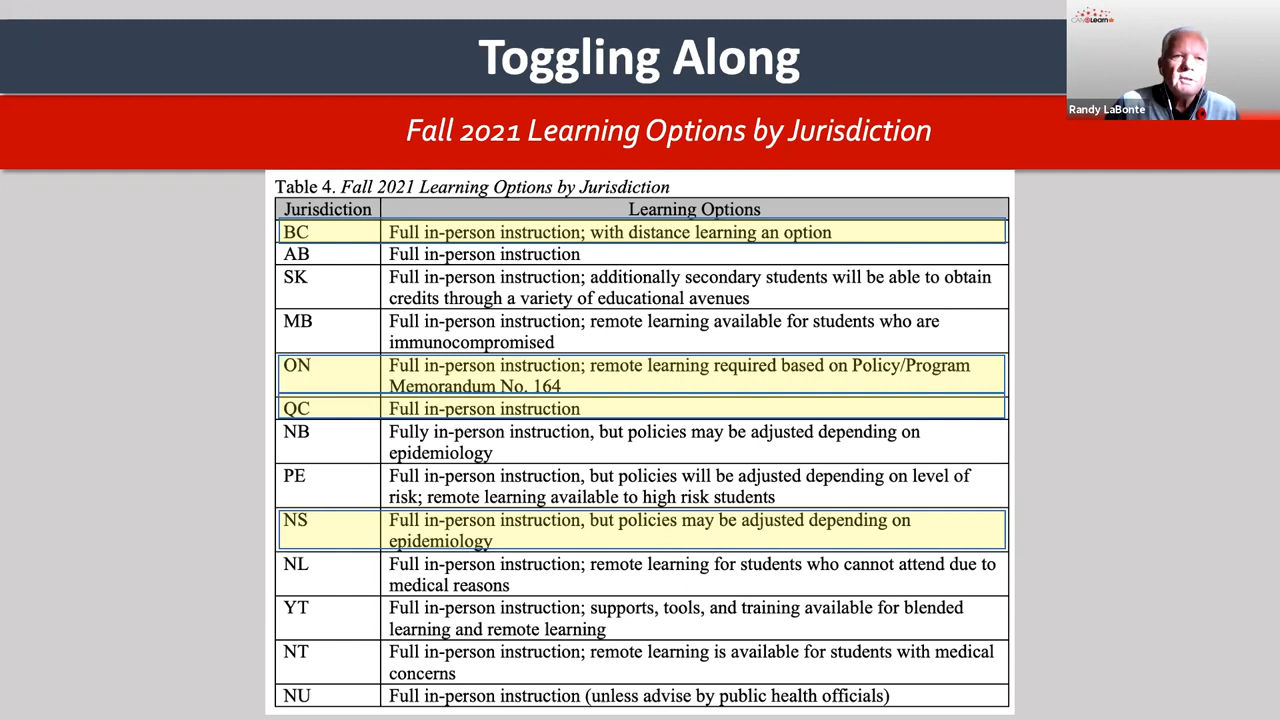 Toggling Along
CANeLearn
Randy LaBonte
Fall 2021 Learning Options by Jurisdiction
Table 4. Fall 2021 Learning Options by Jurisdiction
Jurisdiction Learning Options
BC Full in-person instruction; with distance learning an option
AB Full in-person instruction
SK Full in-person instruction; additionally secondary students will be able to obtain
credits through a variety of educational avenues
MB Full in-person instruction; remote learning available for students who are
immunocompromised
ON Full in-person instruction; remote learning required based on Policy/Program
Memorandum No. 164
QC Full in-person instruction
NB Fully in-person instruction, but policies may be adjusted depending on
epidemiology
PE Full in-person instruction, but policies will be adjusted depending on level of
risk; remote learning available to high risk students
NS Full in-person instruction, but policies may be adjusted depending on
epidemiology
NL Full in-person instruction; remote learning for students who cannot attend due to
medical reasons
YT Full in-person instruction; supports, tools, and training available for blended
learning and remote learning
NT Full in-person instruction; remote learning is available for students with medical
concerns
NU Full in-person instruction (unless advise by public health officials)